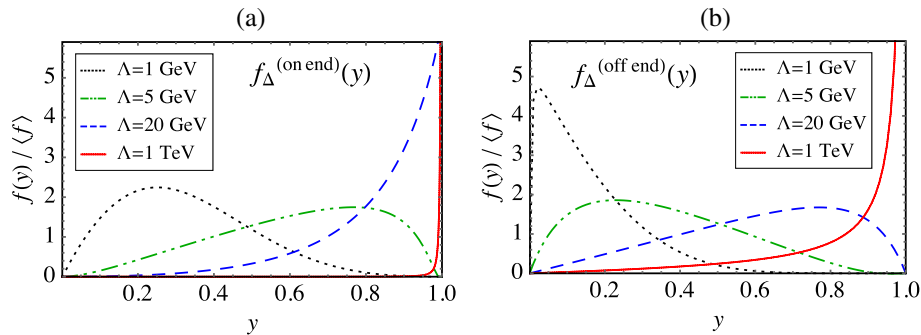 (a)
f(y) / ⟨f⟩
5
4
3
2
1
0
Λ=1 GeV
Λ=5 GeV
Λ=20 GeV
Λ=1 TeV
fΔ(on end)(y)
0.2 0.4 0.6 0.8 1.0
y
(b)
f(y) / ⟨f⟩
5
4
3
2
1
0
fΔ(off end)(y)
Λ=1 GeV
Λ=5 GeV
Λ=20 GeV
Λ=1 TeV
0.2 0.4 0.6 0.8 1.0
y